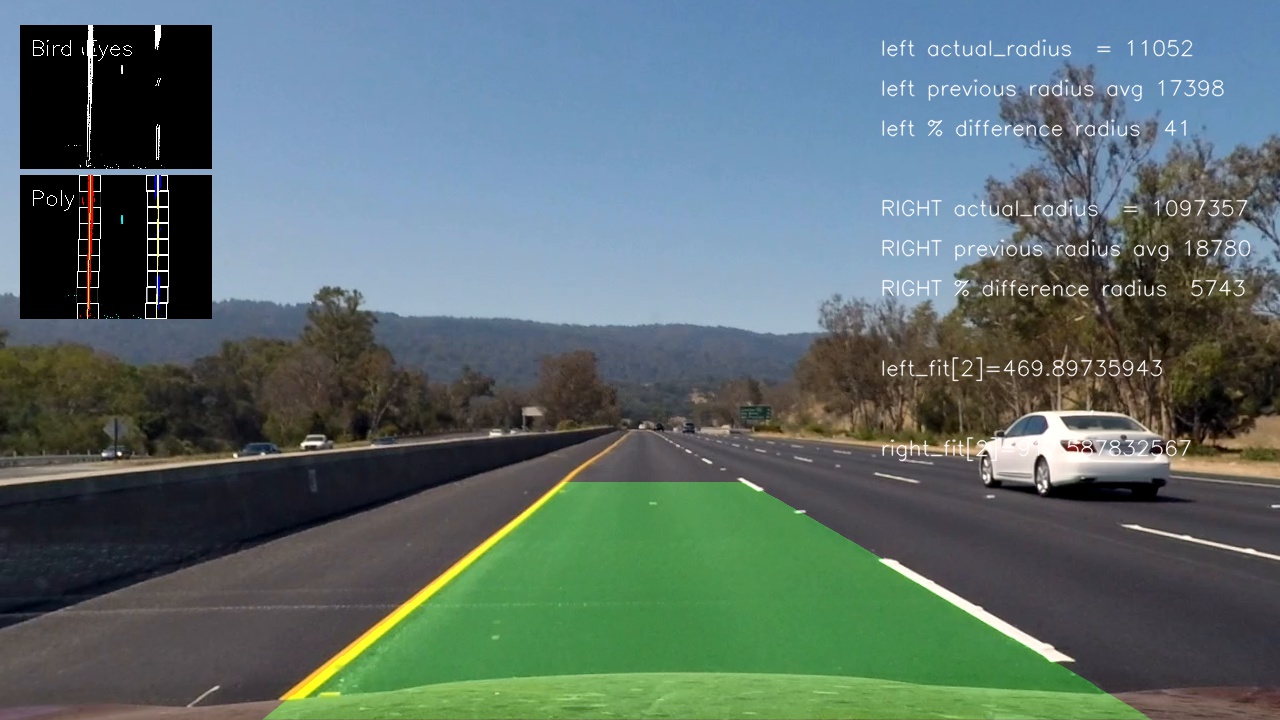 Bird Eyes
Poly
left actual_radius = 11052
left previous radius avg 17398
left % difference radius 41
RIGHT actual_radius = 1097357
RIGHT previous radius avg 18780
RIGHT % difference radius 5743
left_fit[2]=469.89735943